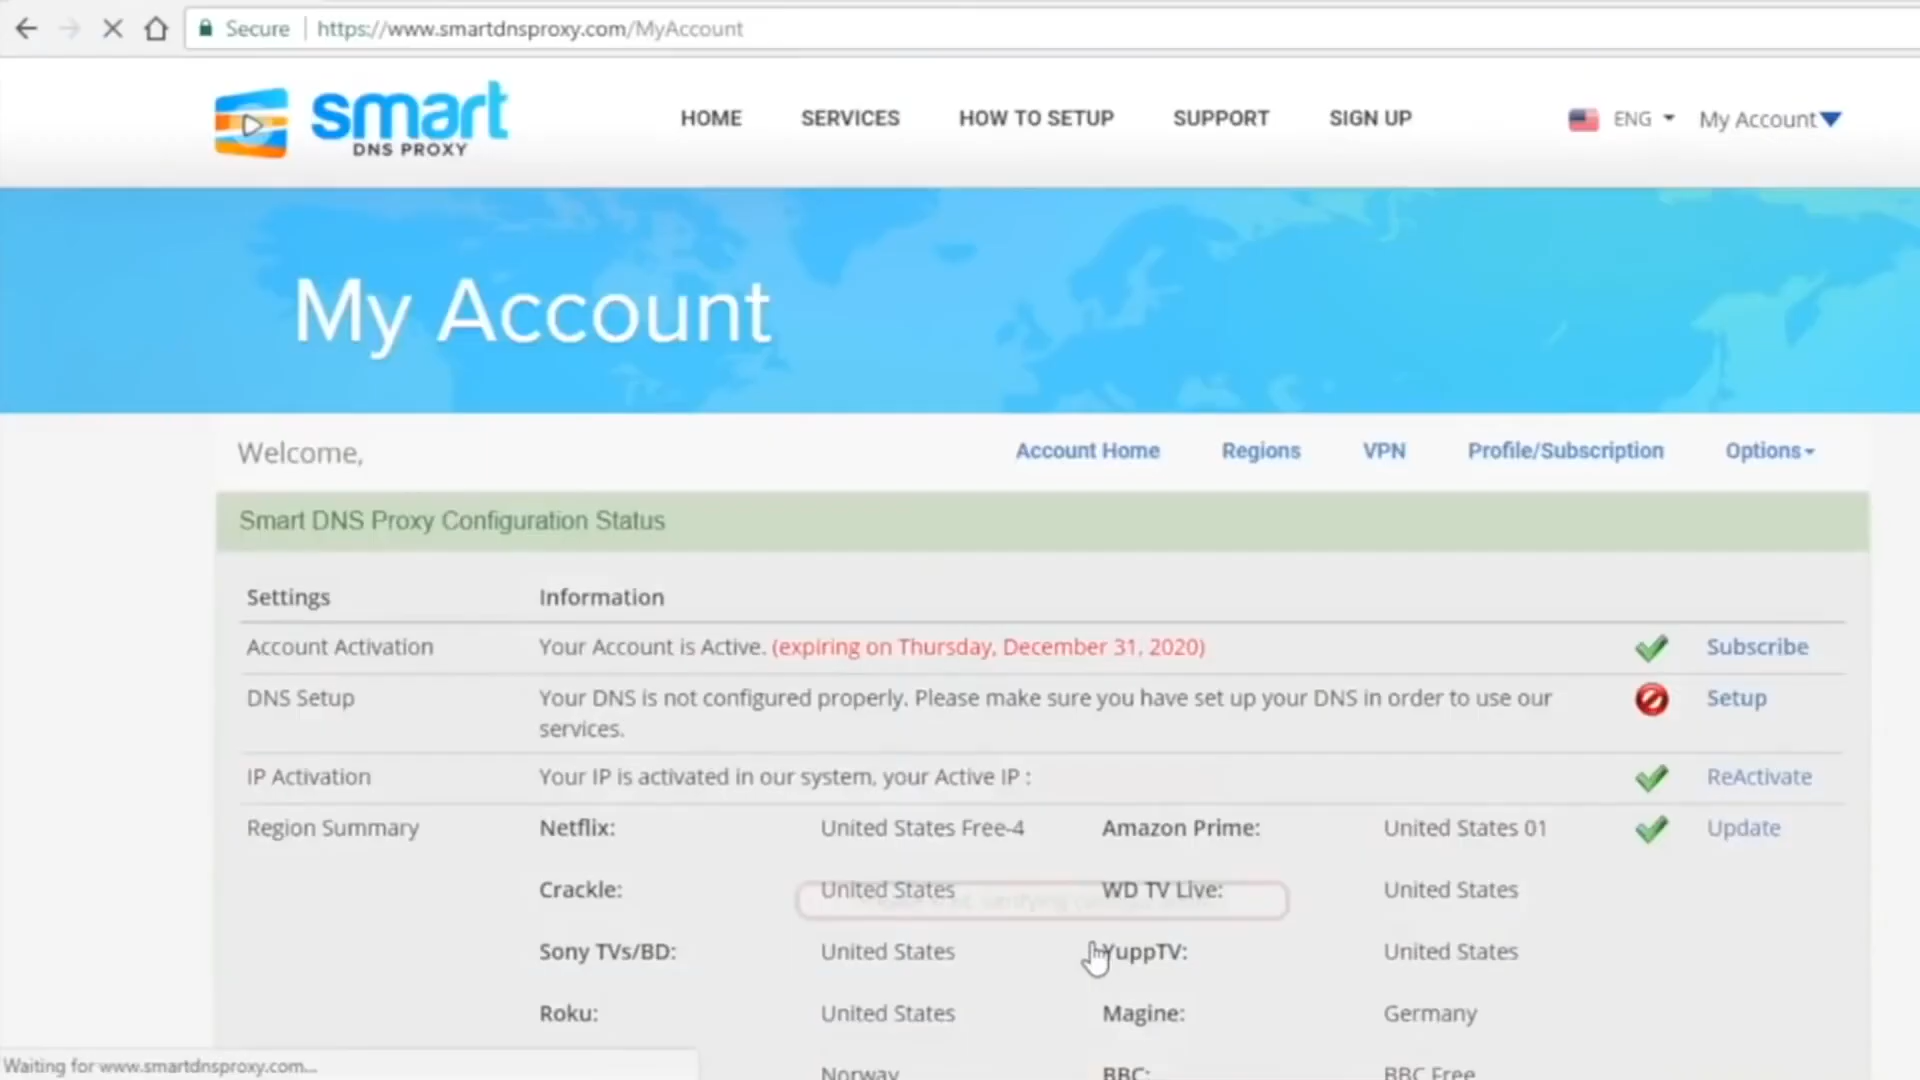 Secure https://www.smartdnsproxy.com/MyAccount
smart
DNS PROXY
HOME SERVICES HOW TO SETUP SUPPORT SIGN UP ENG My Account
My Account
Welcome, Account Home Regions VPN Profile/Subscription Options
Smart DNS Proxy Configuration Status
Settings Information
Account Activation Your Account is Active. (expiring on Thursday, December 31, 2020) Subscribe
DNS Setup Your DNS is not configured properly. Please make sure you have set up your DNS in order to use our Setup
services.
IP Activation Your IP is activated in our system, your Active IP : ReActivate
Region Summary Netflix: United States Free-4 Amazon Prime: United States 01 Update
Crackle: United States WD TV Live: United States
Sony TVs/BD: United States YuppTV: United States
Roku: United States Magine: Germany
Norway BBC: BBC Free
Waiting for www.smartdnsproxy.com...